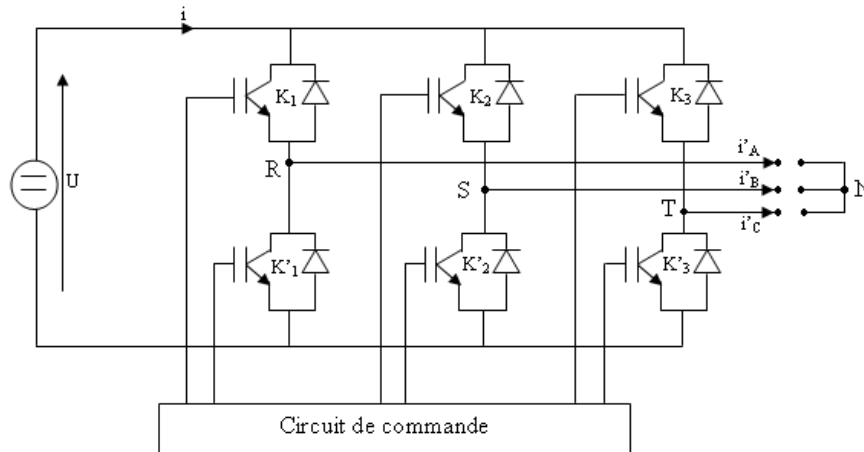 i
K1
K2
K3
i'A
R
U
i'B
N
S
T
i'C
K'1
K'2
K'3
Circuit de commande